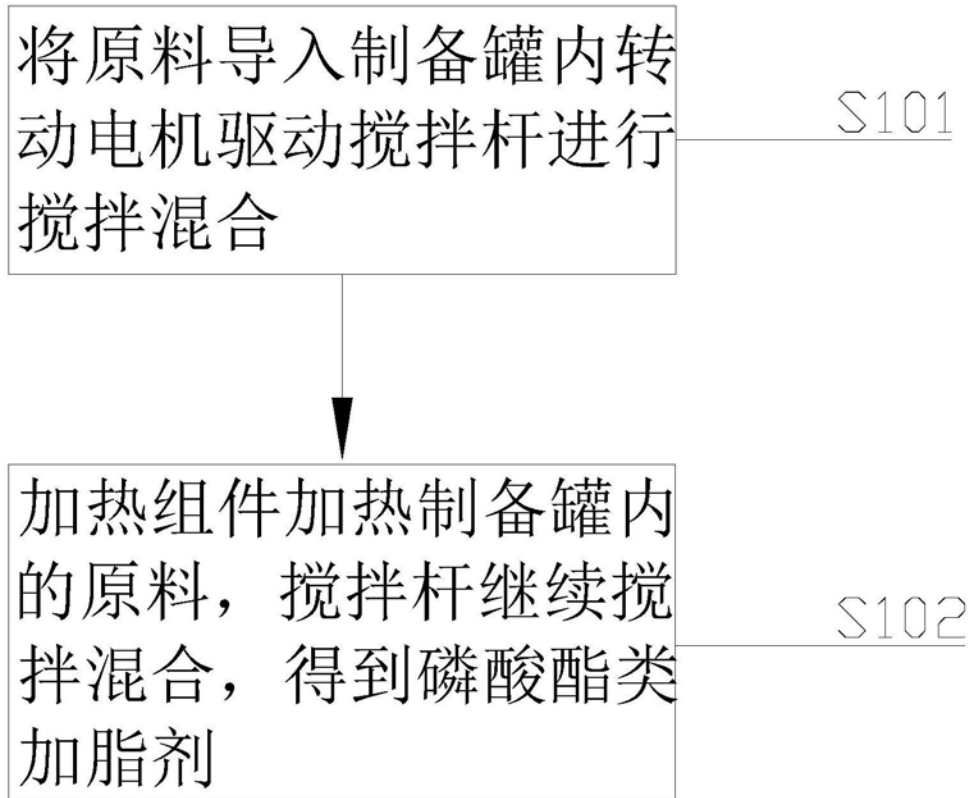 将原料导入制备罐内转
动电机驱动搅拌杆进行
搅拌混合
S101
加热组件加热制备罐内
的原料，搅拌杆继续搅
拌混合，得到磷酸酯类
加脂剂
S102